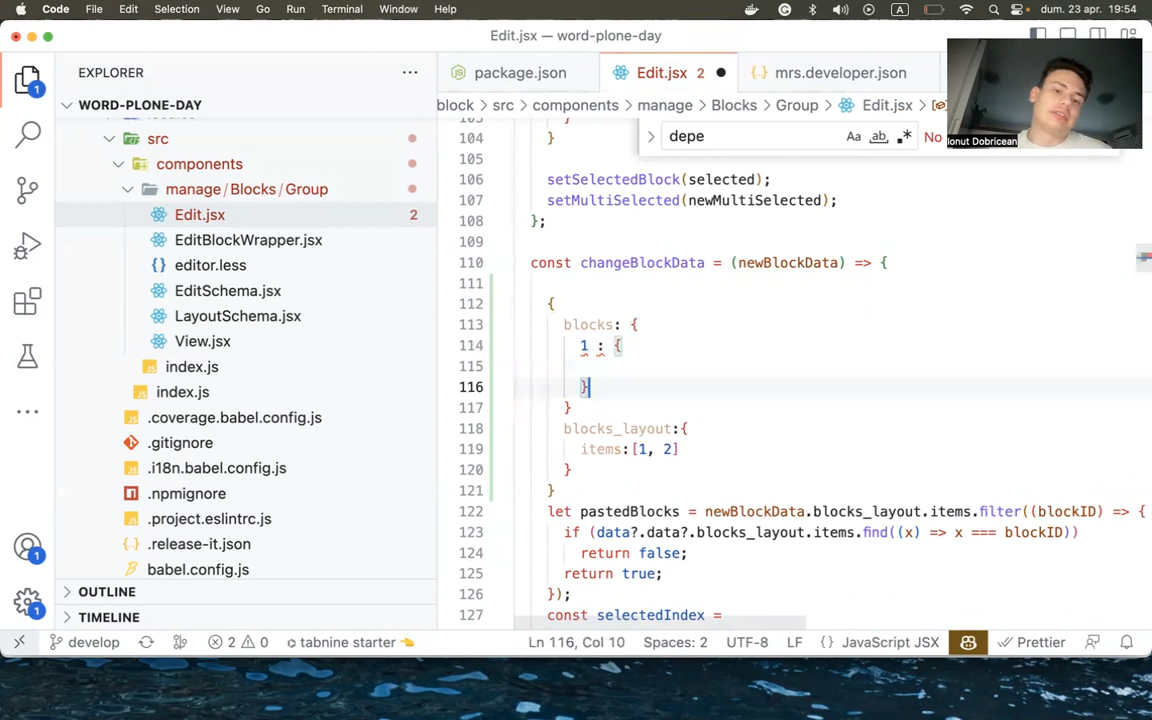 Code File Edit Selection View Go Run Terminal Window Help A dum. 23 apr. 19:54
Edit.jsx — word-plone-day
EXPLORER
package.json Edit.jsx 2 mrs.developer.json
WORD-PLONE-DAY
block > src > components > manage > Blocks > Group > Edit.jsx >
src
components
manage / Blocks / Group
Edit.jsx 2
EditBlockWrapper.jsx
editor.less
EditSchema.jsx
LayoutSchema.jsx
View.jsx
index.js
index.js
.coverage.babel.config.js
.gitignore
.i18n.babel.config.js
.npmignore
.project.eslintrc.js
.release-it.json
babel.config.js
OUTLINE
TIMELINE
1
1
1
depe Aa ab .* No
Ionut Dobricean
103 }
104 }
105
106 setSelectedBlock(selected);
107 setMultiSelected(newMultiSelected);
108 };
109
110 const changeBlockData = (newBlockData) => {
111
112 {
113 blocks: {
114 1 : {
115
116 }
117 }
118 blocks_layout:{
119 items:[1, 2]
120 }
121 }
122 let pastedBlocks = newBlockData.blocks_layout.items.filter((blockID) => {
123 if (data?.data?.blocks_layout.items.find((x) => x === blockID))
124 return false;
125 return true;
126 });
127 const selectedIndex =
develop 2 0 tabnine starter 👈 Ln 116, Col 10 Spaces: 2 UTF-8 LF {} JavaScript JSX Prettier